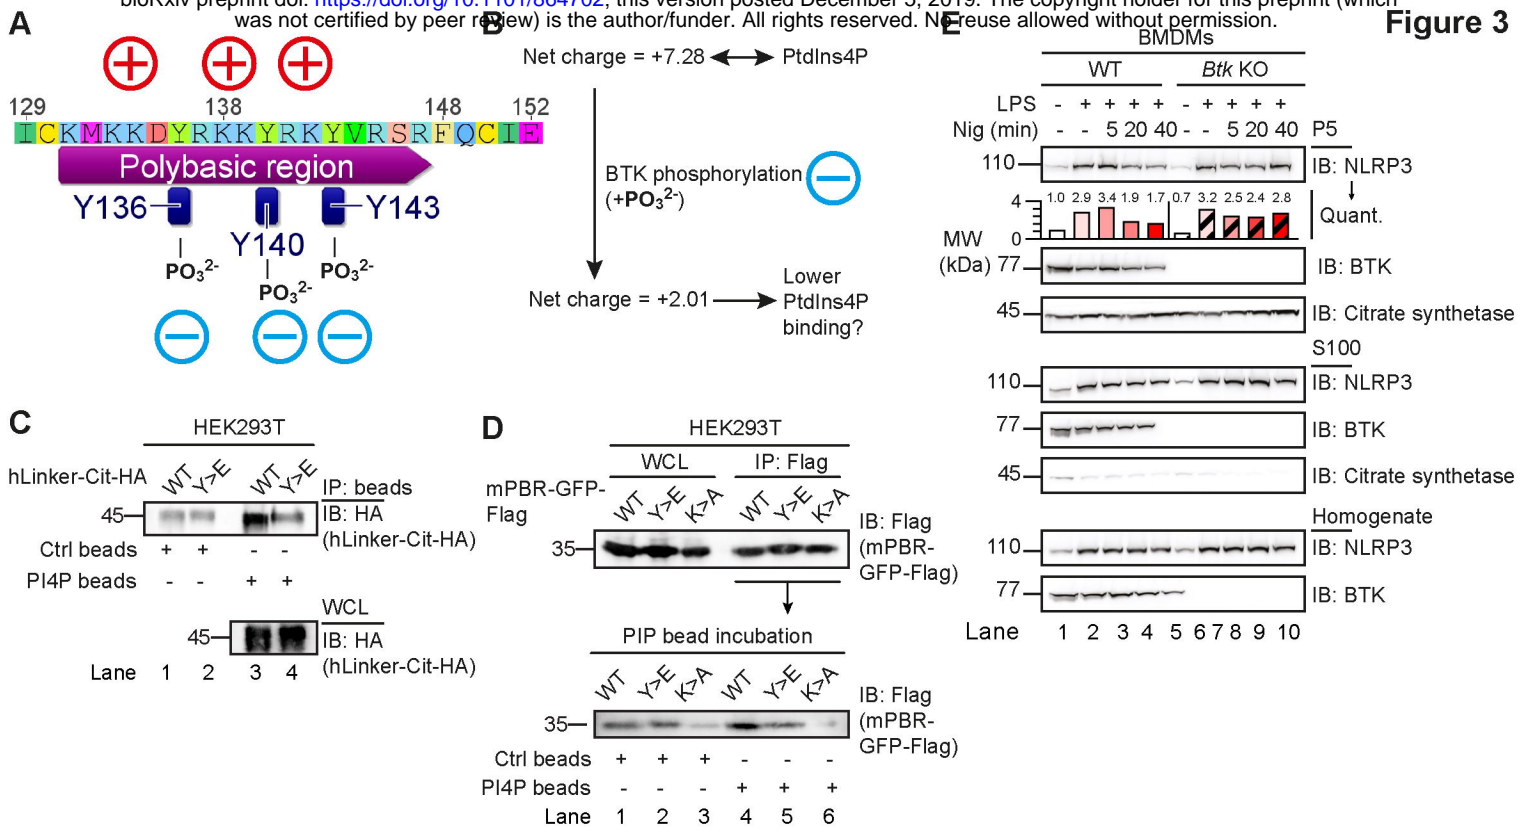 bioRxiv preprint doi: https://doi.org/10.1101/864702; this version posted December 5, 2019. The copyright holder for this preprint (which
was not certified by peer review) is the author/funder. All rights reserved. No reuse allowed without permission.
Figure 3
A
129 138 148 152
ICKMKKDYRKKYRKYVRSRFQCIE
Polybasic region
Y136 Y143
Y140
PO₃²⁻ PO₃²⁻
PO₃²⁻
B
Net charge = +7.28 PtdIns4P
BTK phosphorylation
(+PO₃²⁻)
Net charge = +2.01
Lower
PtdIns4P
binding?
C
HEK293T
hLinker-Cit-HA WT Y>E WT Y>E
IP: beads
45 IB: HA
(hLinker-Cit-HA)
Ctrl beads + + - -
PI4P beads - - + +
WCL
45 IB: HA
(hLinker-Cit-HA)
Lane 1 2 3 4
D
HEK293T
WCL IP: Flag
mPBR-GFP-
Flag
WT Y>E K>A WT Y>E K>A
35
IB: Flag
(mPBR-
GFP-Flag)
PIP bead incubation
WT Y>E K>A WT Y>E K>A
35
IB: Flag
(mPBR-
GFP-Flag)
Ctrl beads + + + - - -
PI4P beads - - - + + +
Lane 1 2 3 4 5 6
E
BMDMs
WT Btk KO
LPS - + + + + - + + + +
Nig (min) - - 5 20 40 - - 5 20 40 P5
110 IB: NLRP3
1.0 2.9 3.4 1.9 1.7 0.7 3.2 2.5 2.4 2.8
4
0
Quant.
MW
(kDa)
77 IB: BTK
45 IB: Citrate synthetase
S100
110 IB: NLRP3
77 IB: BTK
45 IB: Citrate synthetase
Homogenate
110 IB: NLRP3
77 IB: BTK
Lane 1 2 3 4 5 6 7 8 9 10